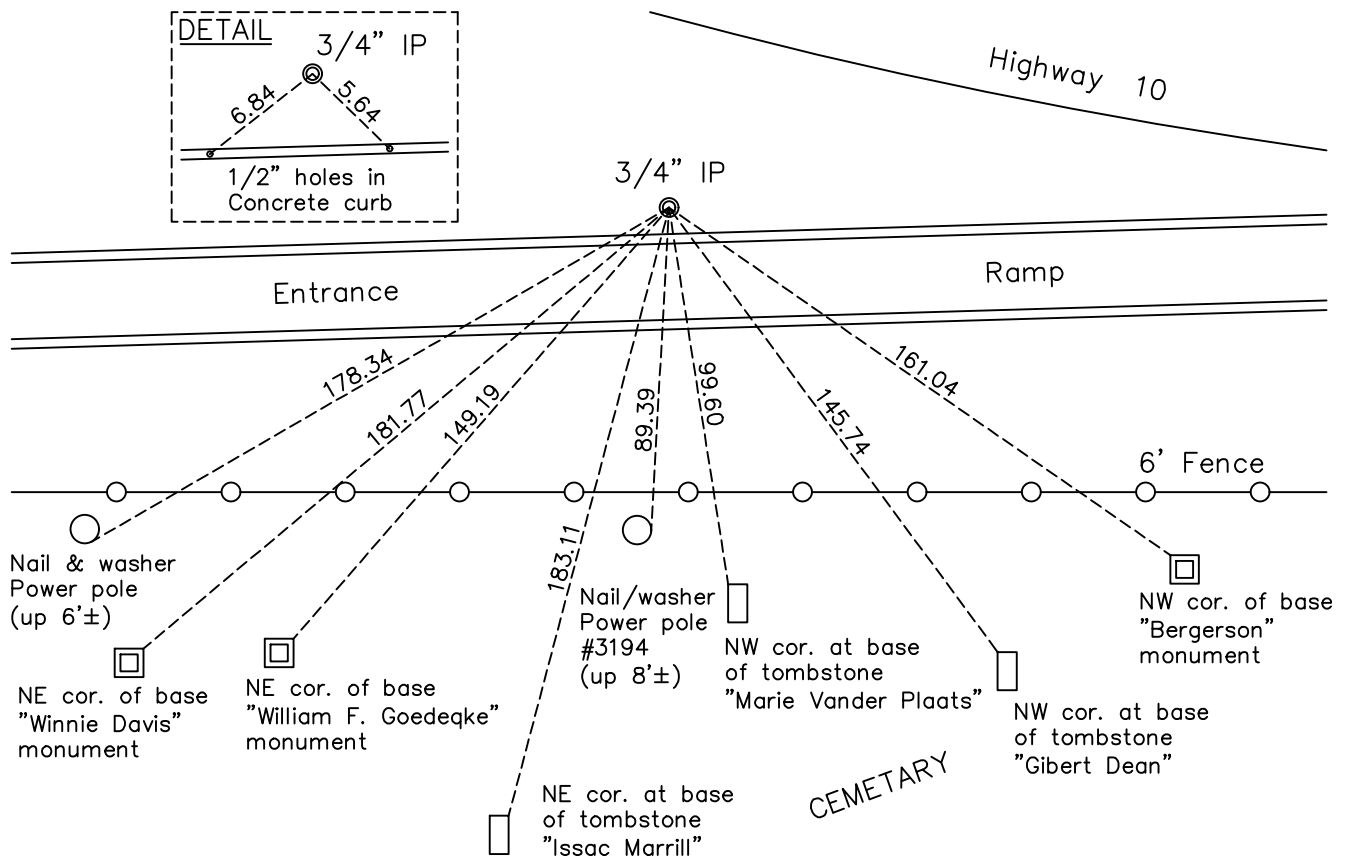 DETAIL
3/4" IP
6.84
5.64
1/2" holes in
Concrete curb
Highway 10
3/4" IP
Entrance
Ramp
178.34
181.77
149.19
183.11
89.39
99.60
145.74
161.04
6' Fence
Nail & washer
Power pole
(up 6'±)
NE cor. of base
"Winnie Davis"
monument
NE cor. of base
"William F. Goedeqke"
monument
Nail/washer
Power pole
#3194
(up 8'±)
NW cor. at base
of tombstone
"Marie Vander Plaats"
NW cor. of base
"Bergerson"
monument
NW cor. at base
of tombstone
"Gibert Dean"
NE cor. at base
of tombstone
"Issac Marrill"
CEMETARY